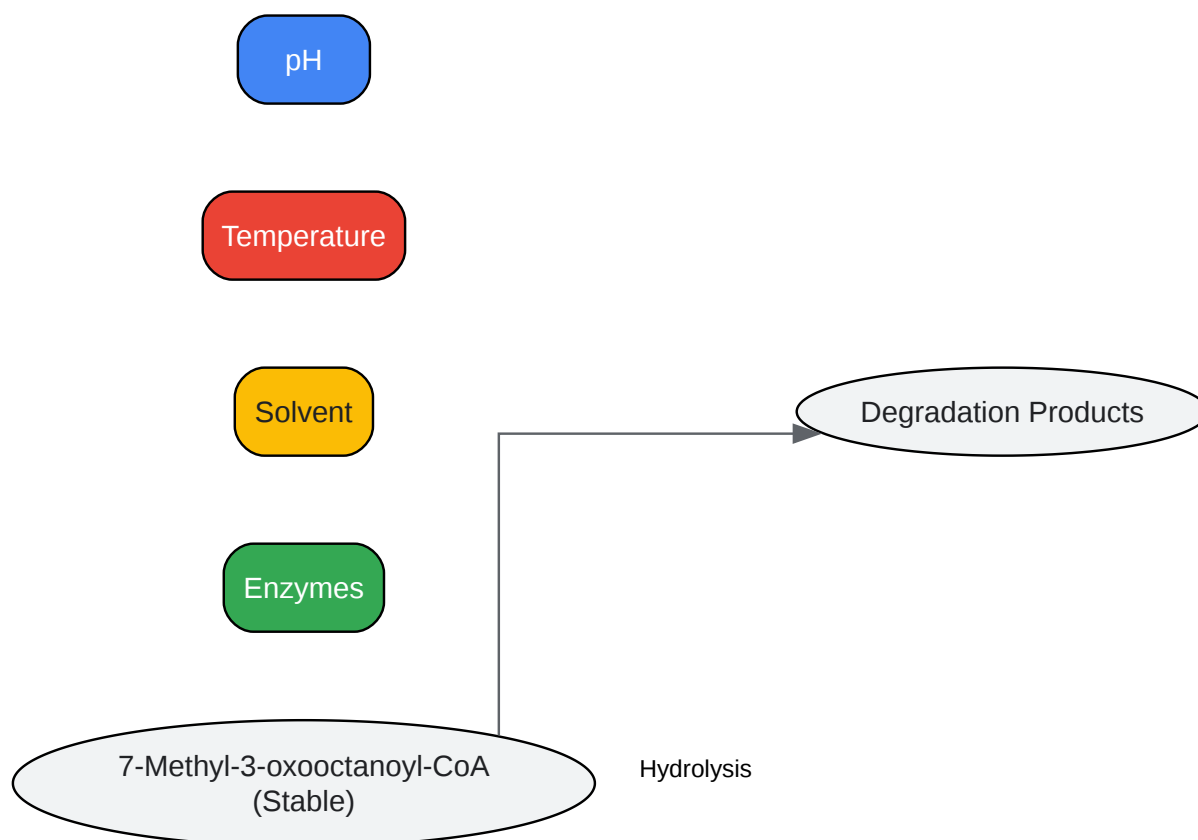 pH
Temperature
Solvent
Degradation Products
Enzymes
7-Methyl-3-oxooctanoyl-CoA
(Stable)
Hydrolysis